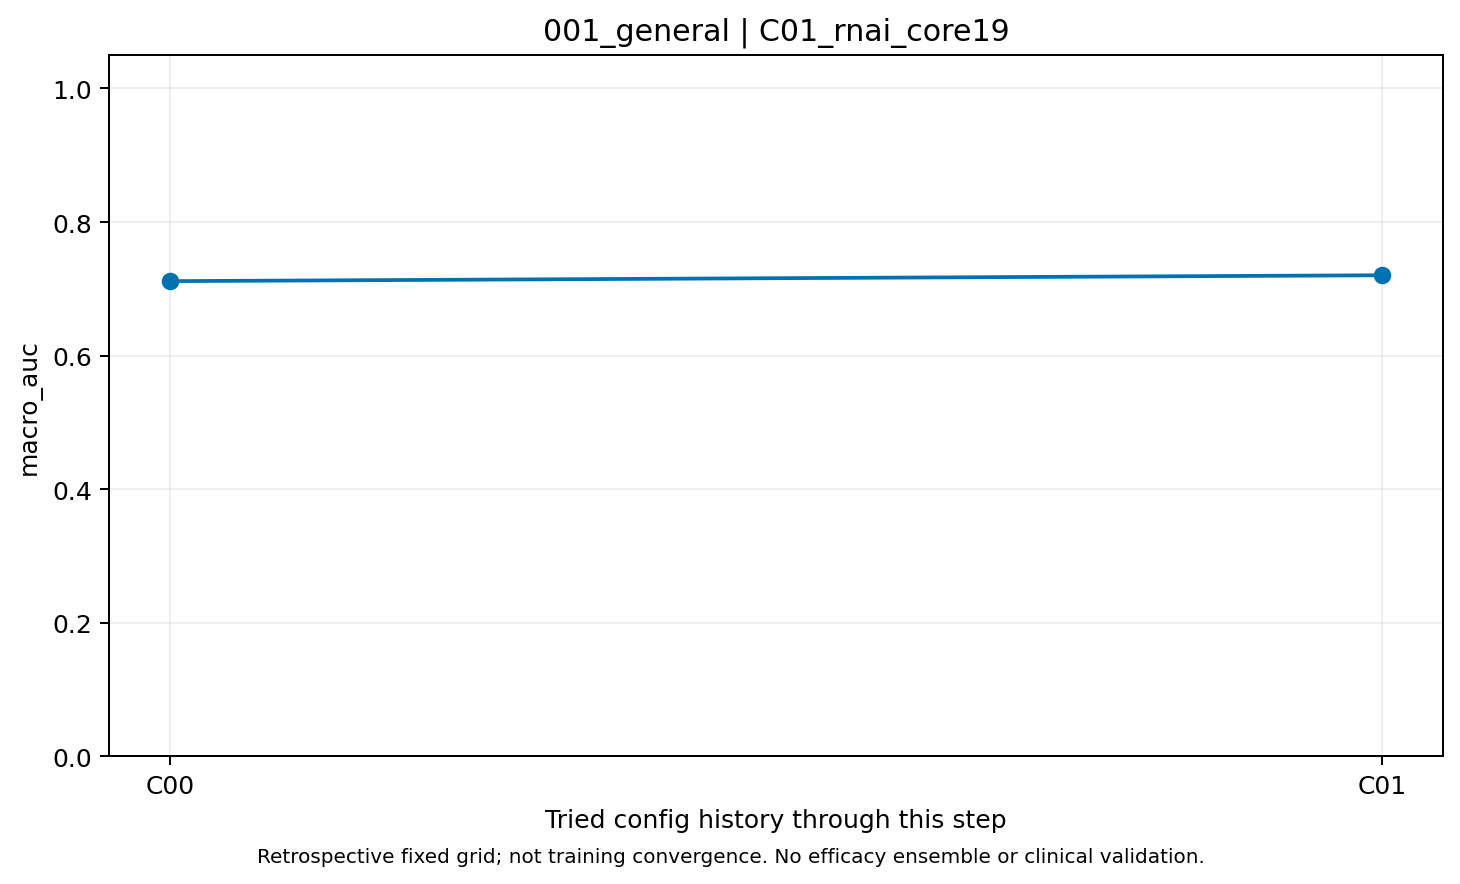 001_general | C01_rnai_core19
1.0
0.8
0.6
0.4
0.2
0.0
macro_auc
C00 C01
Tried config history through this step
Retrospective fixed grid; not training convergence. No efficacy ensemble or clinical validation.